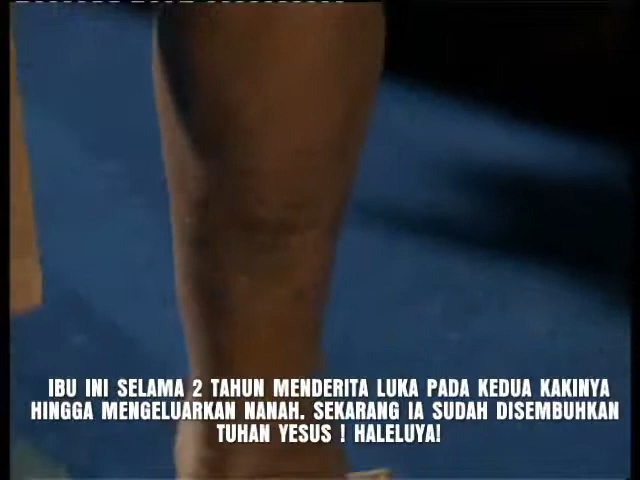 IBU INI SELAMA 2 TAHUN MENDERITA LUKA PADA KEDUA KAKINYA
HINGGA MENGELUARKAN NANAH. SEKARANG IA SUDAH DISEMBUHKAN
TUHAN YESUS ! HALELUYA!